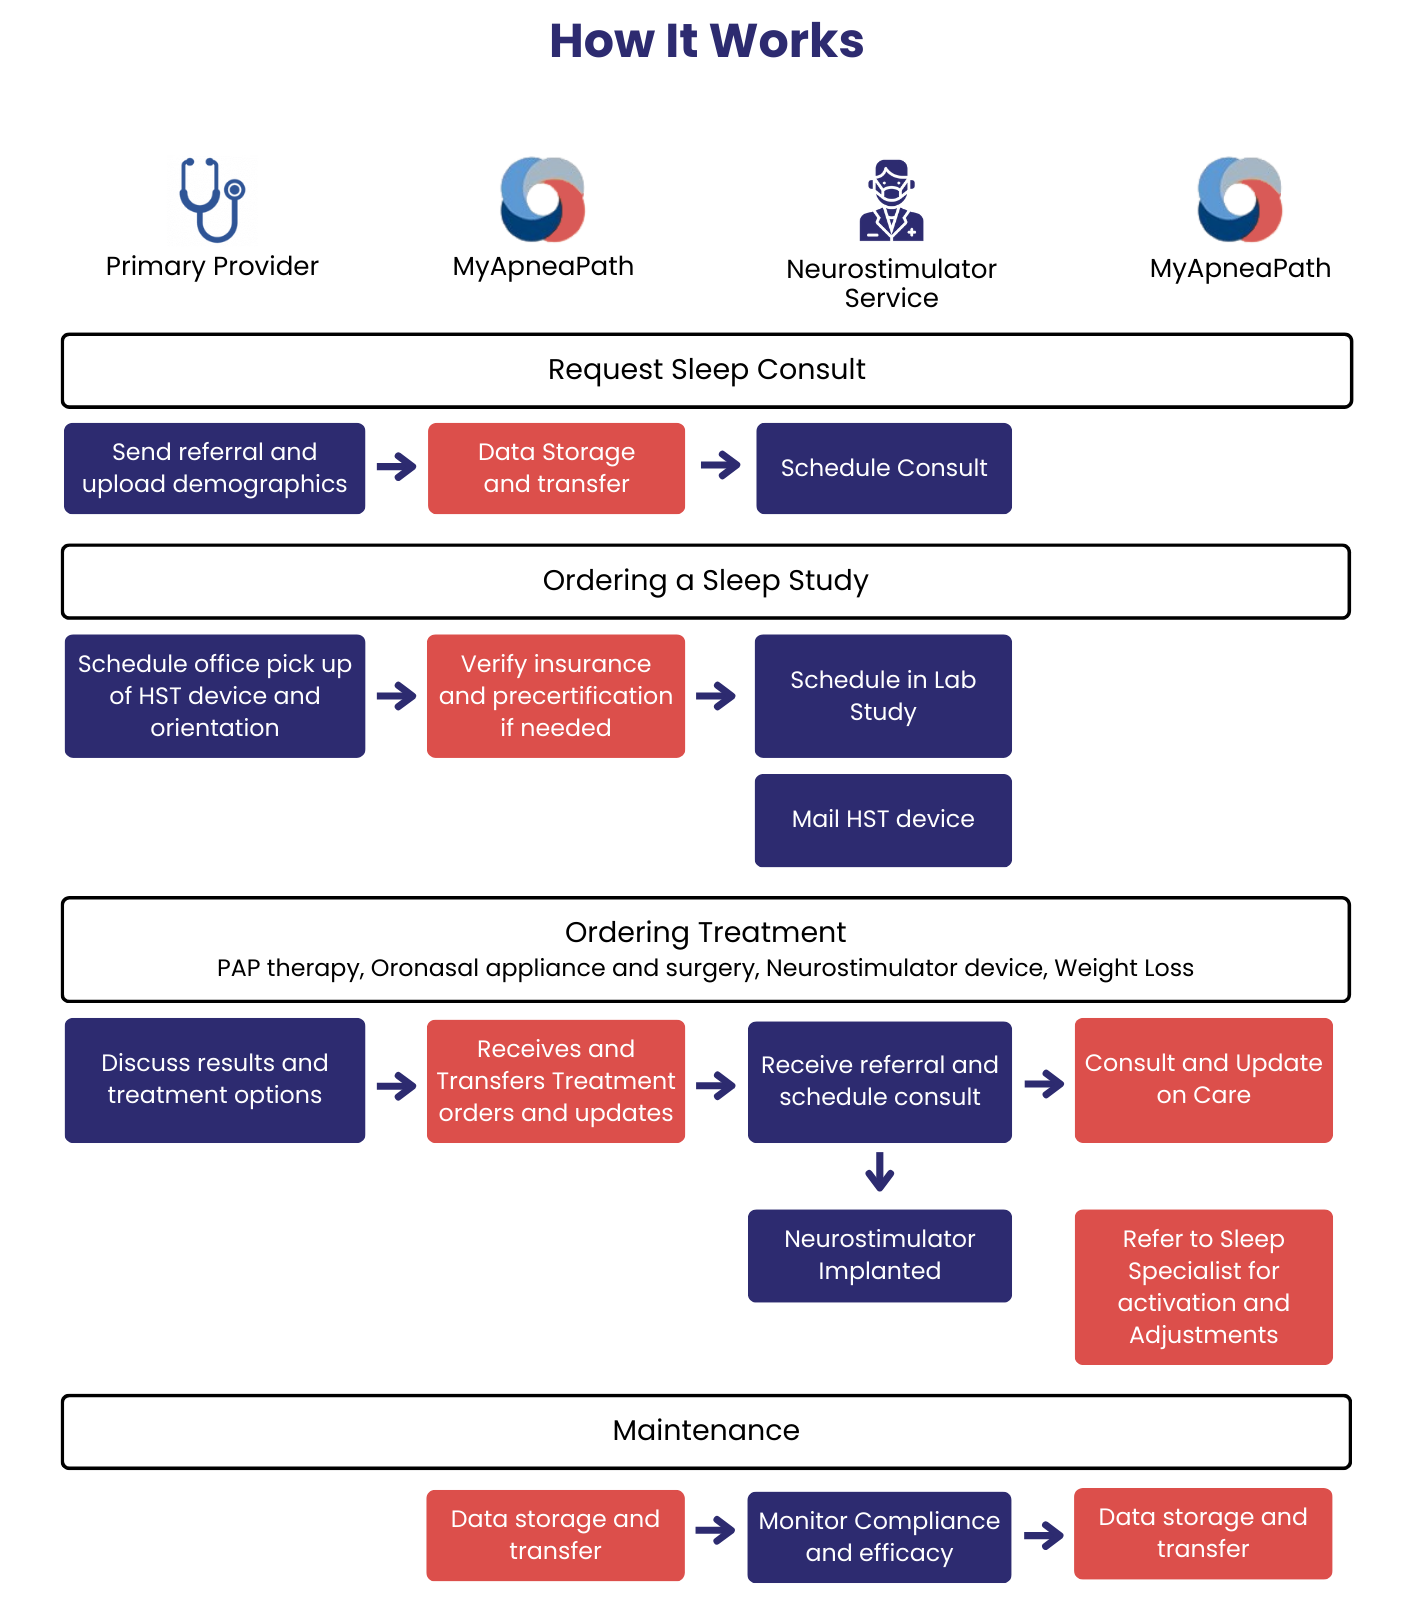 How It Works
Primary Provider
MyApneaPath
Neurostimulator
Service
MyApneaPath
Request Sleep Consult
Send referral and
upload demographics
Data Storage
and transfer
Schedule Consult
Ordering a Sleep Study
Schedule office pick up
of HST device and
orientation
Verify insurance
and precertification
if needed
Schedule in Lab
Study
Mail HST device
Ordering Treatment
PAP therapy, Oronasal appliance and surgery, Neurostimulator device, Weight Loss
Discuss results and
treatment options
Receives and
Transfers Treatment
orders and updates
Receive referral and
schedule consult
Consult and Update
on Care
Neurostimulator
Implanted
Refer to Sleep
Specialist for
activation and
Adjustments
Maintenance
Data storage and
transfer
Monitor Compliance
and efficacy
Data storage and
transfer